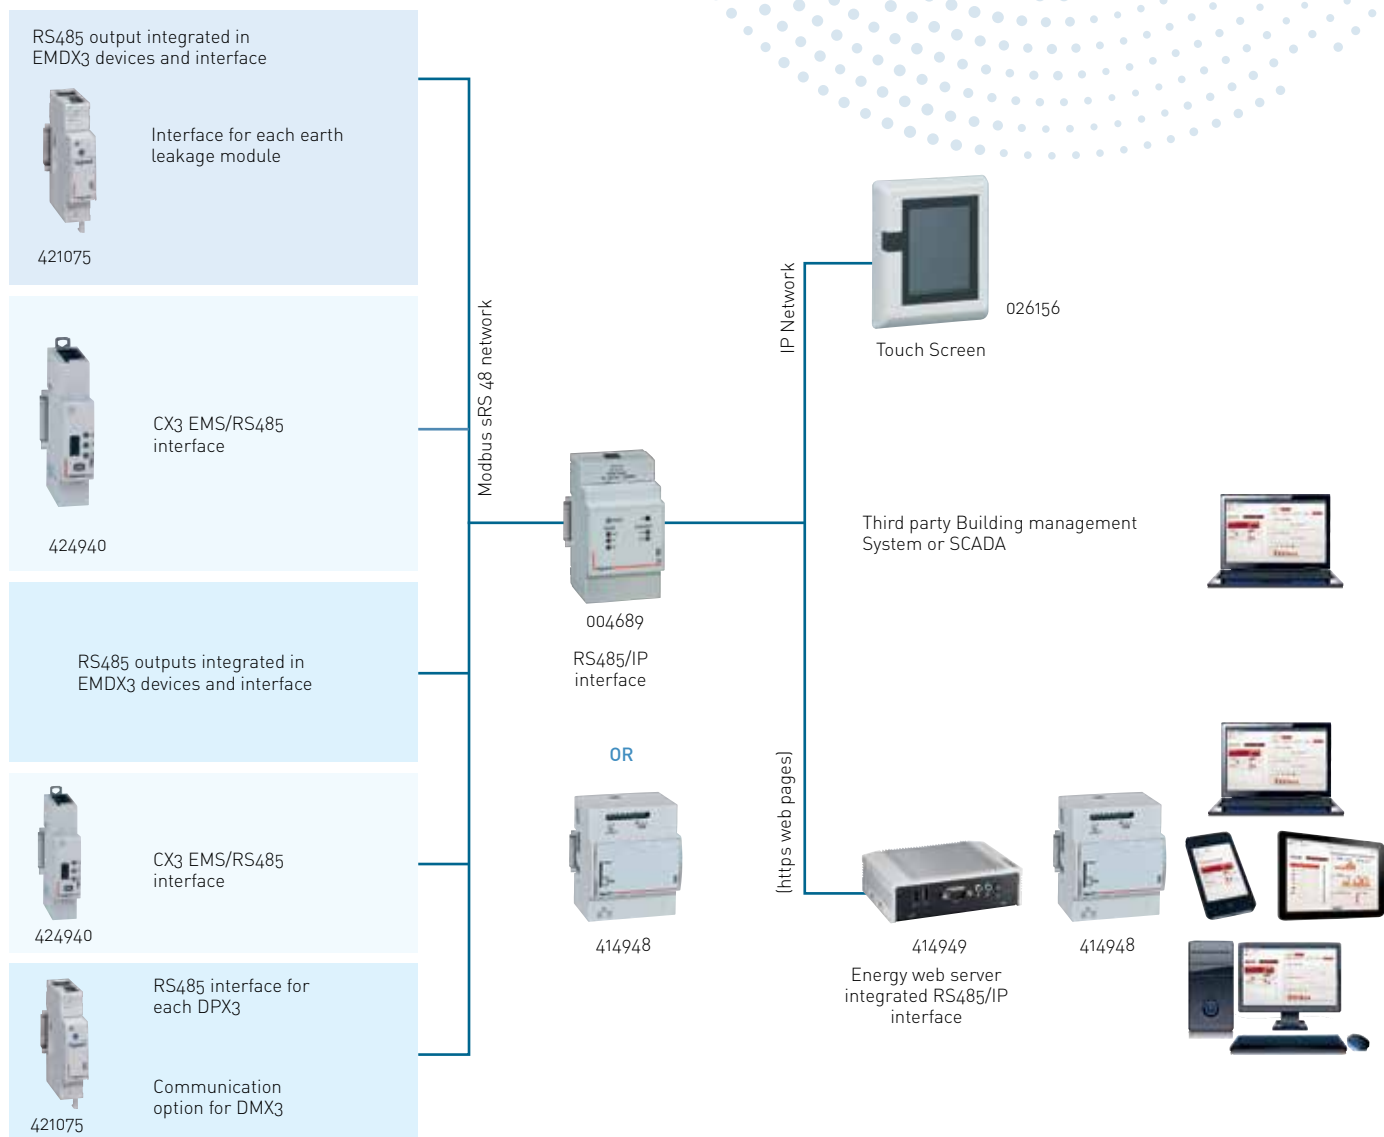 RS485 output integrated in
EMDX3 devices and interface
Interface for each earth
leakage module
421075
CX3 EMS/RS485
interface
424940
RS485 outputs integrated in
EMDX3 devices and interface
CX3 EMS/RS485
interface
424940
RS485 interface for
each DPX3
Communication
option for DMX3
421075
Modbus sRS 48 network
004689
RS485/IP
interface
OR
414948
IP Network
026156
Touch Screen
Third party Building management
System or SCADA
(https web pages)
414949
Energy web server
integrated RS485/IP
interface
414948